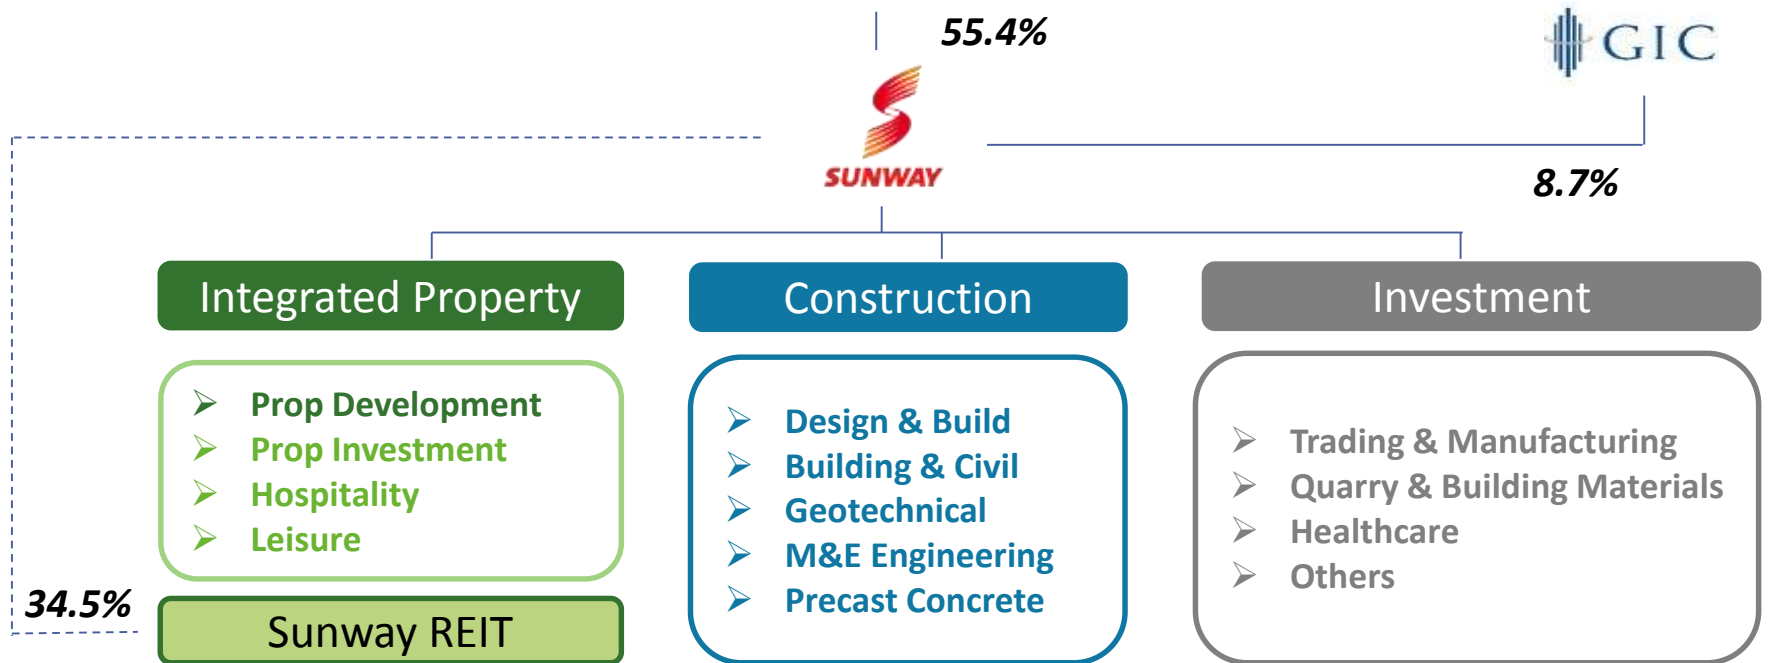 55.4%
GIC
SUNWAY
8.7%
Integrated Property
Construction
Investment
➢ Prop Development
➢ Prop Investment
➢ Hospitality
➢ Leisure
➢ Design & Build
➢ Building & Civil
➢ Geotechnical
➢ M&E Engineering
➢ Precast Concrete
➢ Trading & Manufacturing
➢ Quarry & Building Materials
➢ Healthcare
➢ Others
34.5%
Sunway REIT